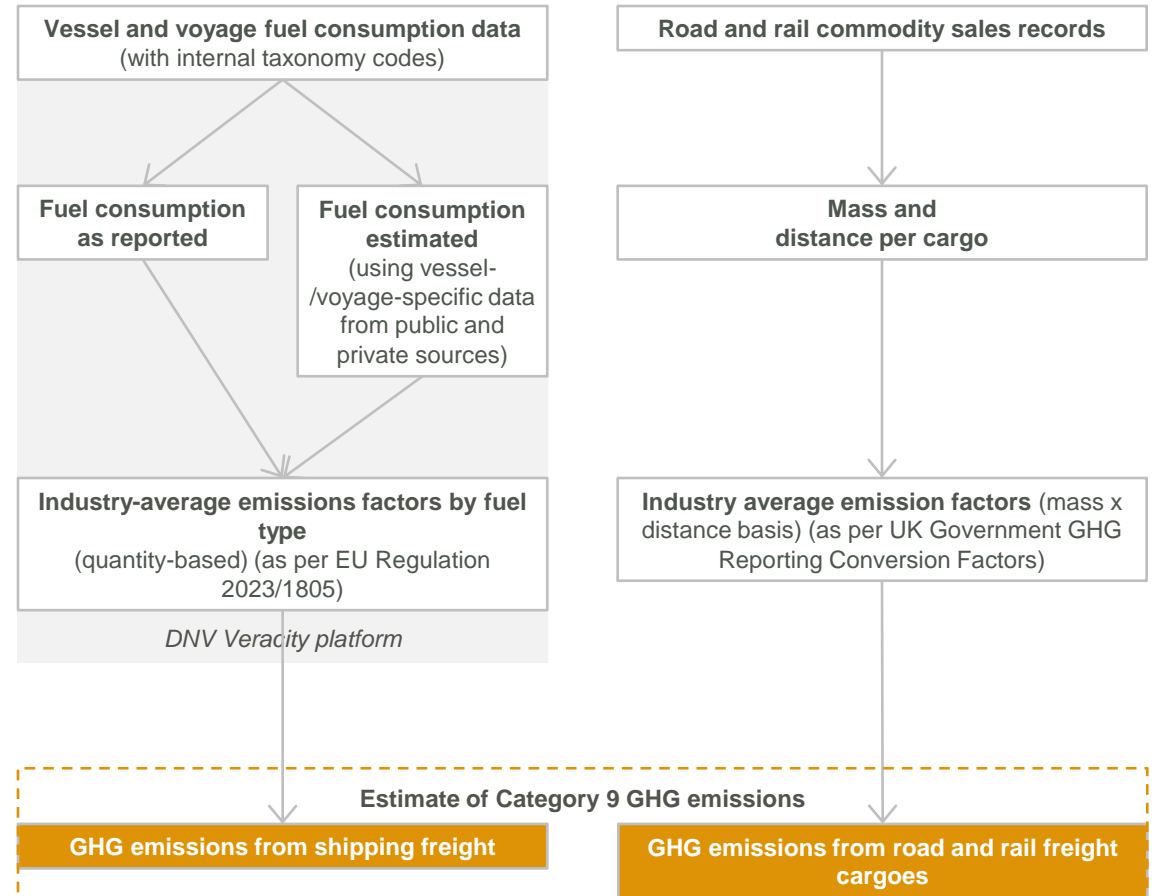 Vessel and voyage fuel consumption data
(with internal taxonomy codes)
Road and rail commodity sales records
Fuel consumption
as reported
Fuel consumption
estimated
(using vessel-
/voyage-specific data
from public and
private sources)
Mass and
distance per cargo
Industry-average emissions factors by fuel
type
(quantity-based) (as per EU Regulation
2023/1805)
Industry average emission factors (mass x
distance basis) (as per UK Government GHG
Reporting Conversion Factors)
DNV Veracity platform
Estimate of Category 9 GHG emissions
GHG emissions from shipping freight
GHG emissions from road and rail freight
cargoes